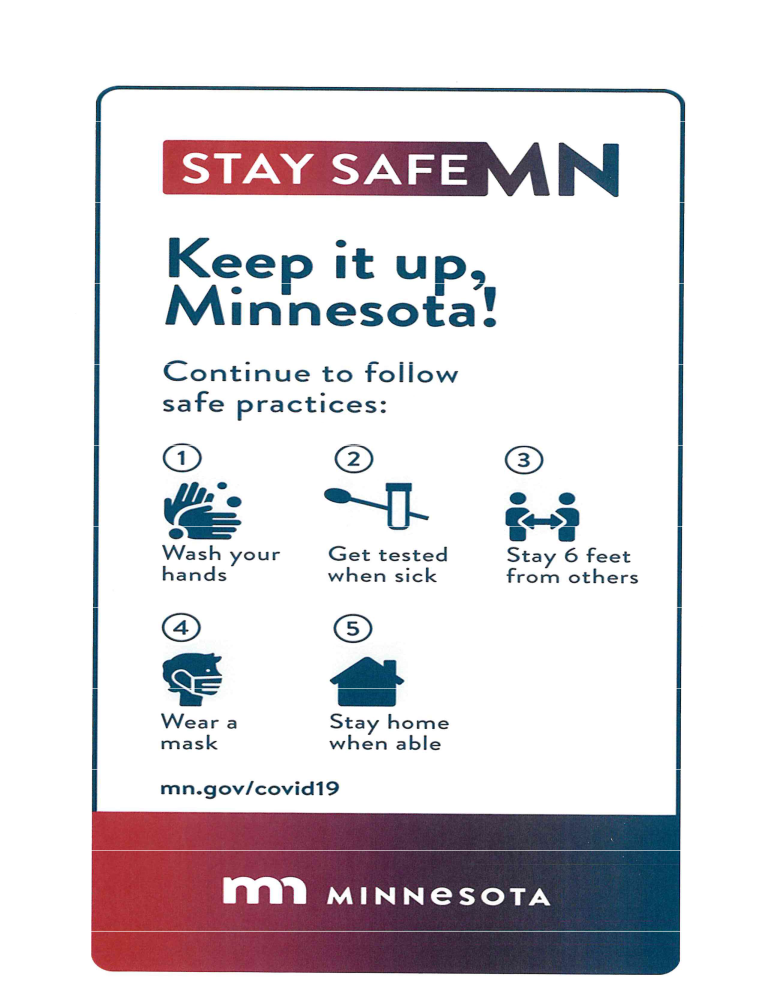 STAY SAFE MN
Keep it up,
Minnesota!
Continue to follow
safe practices:
1
Wash your
hands
2
Get tested
when sick
3
Stay 6 feet
from others
4
Wear a
mask
5
Stay home
when able
mn.gov/covid19
mn MINNeSOTA